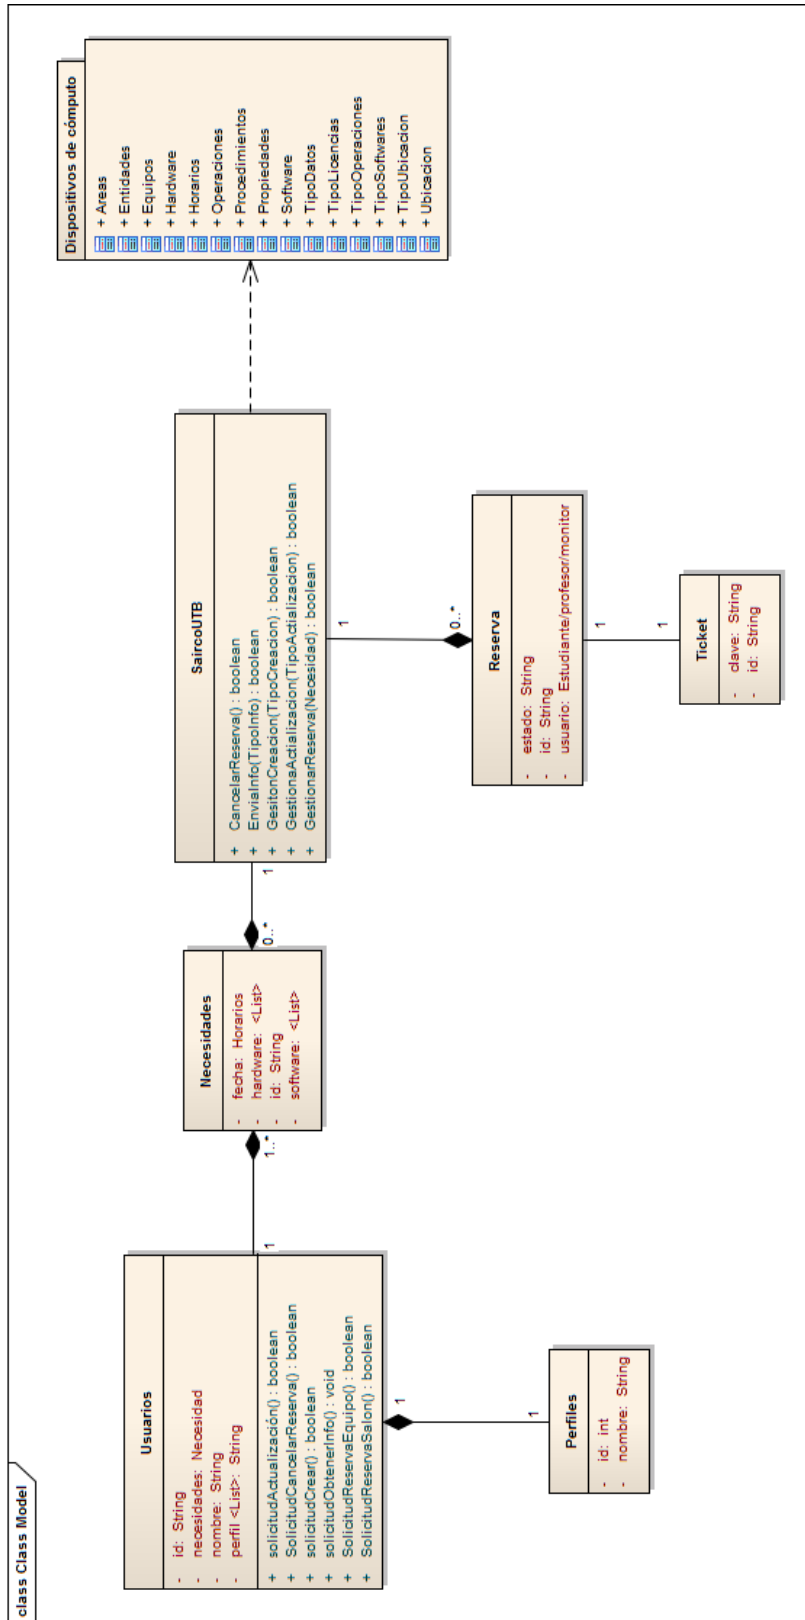 class Class Model
Usuarios
- id: String
- necesidades: Necesidad
- nombre: String
- perfil <List>: String
+ solicitudActualización() : boolean
+ SolicitudCancelarReserva() : boolean
+ solicitudCrear() : boolean
+ solicitudObtenerInfo() : void
+ SolicitudReservaEquipo() : boolean
+ SolicitudReservaSalon() : boolean
1
1..*
Necesidades
- fecha: Horarios
- hardware: <List>
- id: String
- software: <List>
0..*
1
SaircoUTB
+ CancelarReserva() : boolean
+ EnviaInfo(TipoInfo) : boolean
+ GesitonCreacion(TipoCreacion) : boolean
+ GestionaActializacion(TipoActializacion) : boolean
+ GestionarReserva(Necesidad) : boolean
Dispositivos de cómputo
+ Areas
+ Entidades
+ Equipos
+ Hardware
+ Horarios
+ Operaciones
+ Procedimientos
+ Propiedades
+ Software
+ TipoDatos
+ TipoLicencias
+ TipoOperaciones
+ TipoSoftwares
+ TipoUbicacion
+ Ubicacion
1
1
Perfiles
- id: int
- nombre: String
1
0..*
Reserva
- estado: String
- id: String
- usuario: Estudiante/profesor/monitor
1
1
Ticket
- clave: String
- id: String